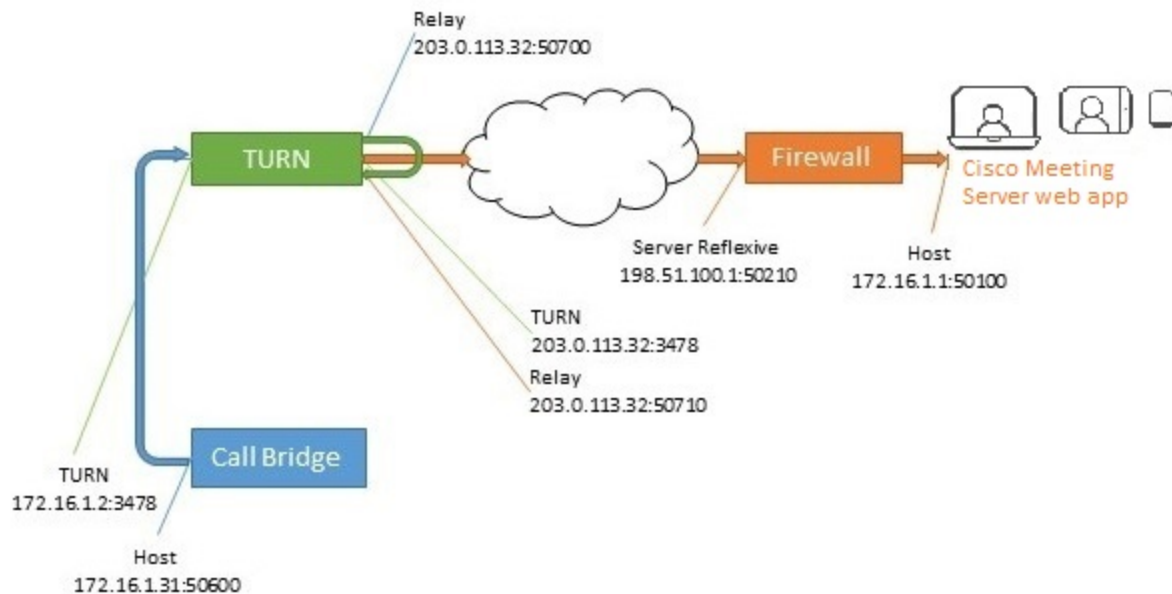 Relay
203.0.113.32:50700
TURN
Firewall
Cisco Meeting
Server web app
Server Reflexive
198.51.100.1:50210
Host
172.16.1.1:50100
TURN
203.0.113.32:3478
Relay
203.0.113.32:50710
Call Bridge
TURN
172.16.1.2:3478
Host
172.16.1.31:50600